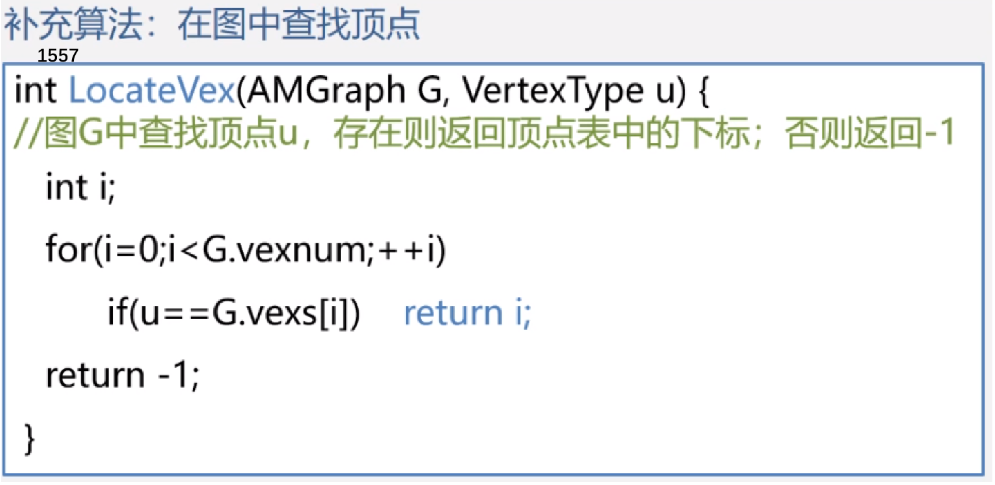 补充算法：在图中查找顶点
1557
int LocateVex(AMGraph G, VertexType u) {
//图G中查找顶点u，存在则返回顶点表中的下标；否则返回-1
int i;
for(i=0;i<G.vexnum;++i)
if(u==G.vexs[i]) return i;
return -1;
}